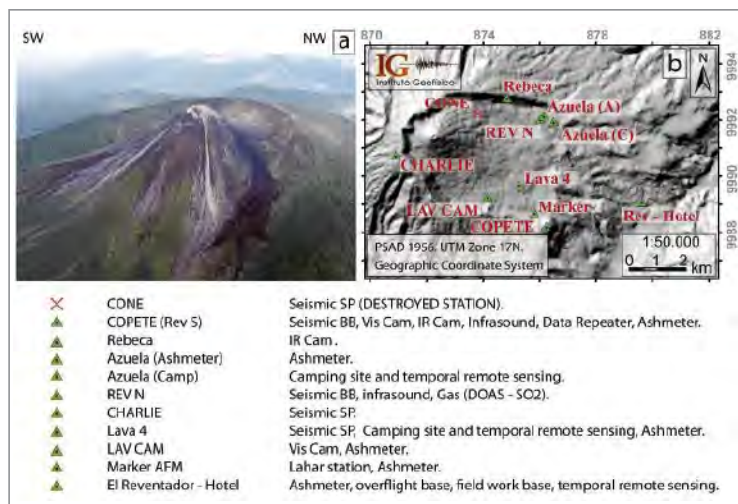 SW NW a
870 874 878 882
IG
Instituto Geofísico
b
N
9994
9992
9990
9988
Rebeca
CONE
Azuela (A)
REV N
Azuela (C)
CHARLIE
Lava 4
LAV CAM
Marker
COPETE
Rev - Hotel
PSAD 1956. UTM Zone 17N.
Geographic Coordinate System
1:50.000
0 1 2
km
CONE Seismic SP (DESTROYED STATION).
COPETE (Rev S) Seismic BB, Vis Cam, IR Cam, Infrasound, Data Repeater, Ashmeter.
Rebeca IR Cam .
Azuela (Ashmeter) Ashmeter.
Azuela (Camp) Camping site and temporal remote sensing.
REV N Seismic BB, infrasound, Gas (DOAS - SO2).
CHARLIE Seismic SP.
Lava 4 Seismic SP, Camping site and temporal remote sensing, Ashmeter.
LAV CAM Vis Cam, Ashmeter.
Marker AFM Lahar station, Ashmeter.
El Reventador - Hotel Ashmeter, overflight base, field work base, temporal remote sensing.